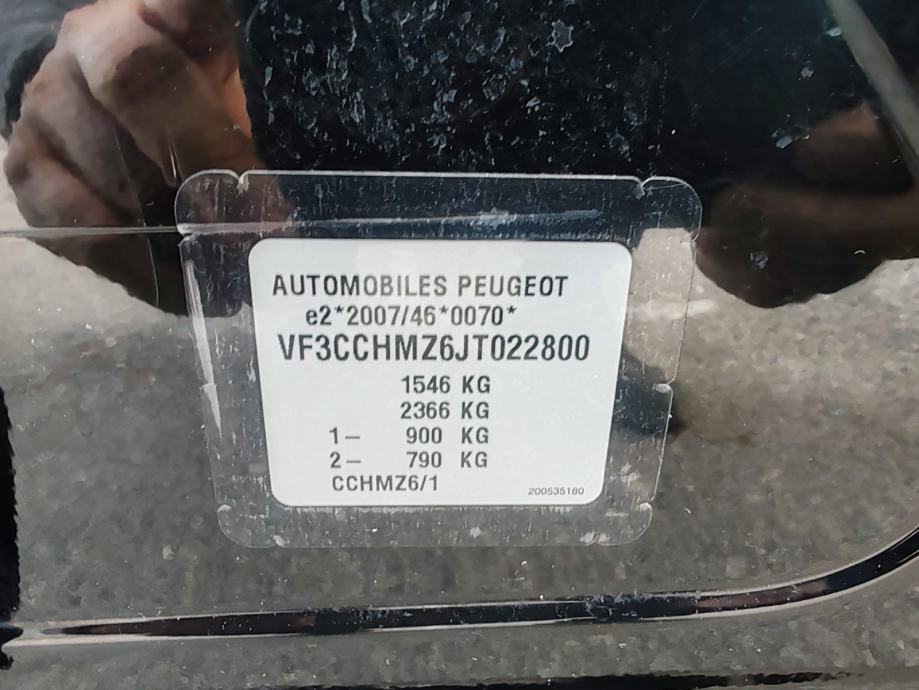 AUTOMOBILES PEUGEOT
e2*2007/46*0070*
VF3CCHMZ6JT022800
1546 KG
2366 KG
1– 900 KG
2– 790 KG
CCHMZ6/1
200535180